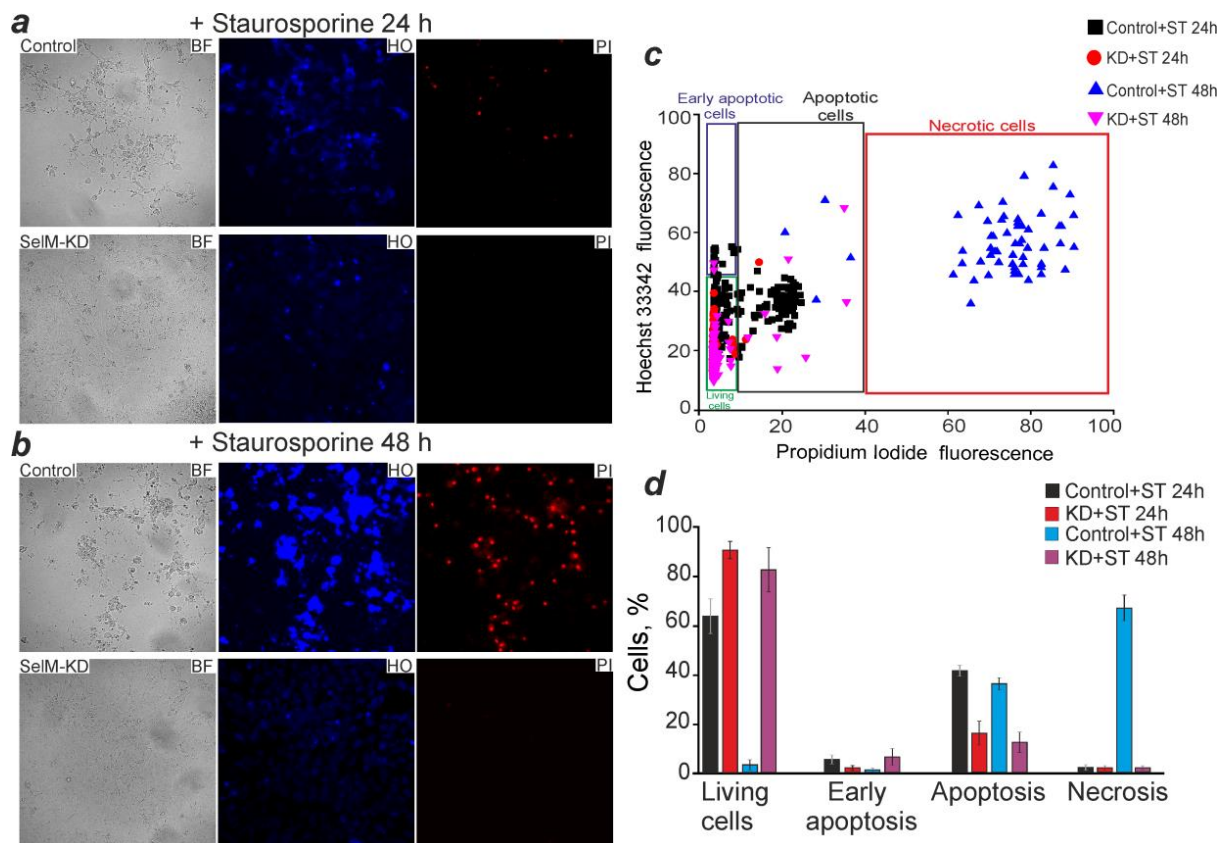 a
+ Staurosporine 24 h
Control
BF
HO
PI
SelM-KD
BF
HO
PI
b
+ Staurosporine 48 h
Control
BF
HO
PI
SelM-KD
BF
HO
PI
c
Control+ST 24h
KD+ST 24h
Control+ST 48h
KD+ST 48h
Early apoptotic
cells
Apoptotic
cells
Necrotic cells
Living
cells
Hoechst 33342 fluorescence
100
80
60
40
20
0
0 20 40 60 80 100
Propidium Iodide fluorescence
d
Control+ST 24h
KD+ST 24h
Control+ST 48h
KD+ST 48h
Cells, %
100
80
60
40
20
0
Living
cells
Early
apoptosis
Apoptosis
Necrosis